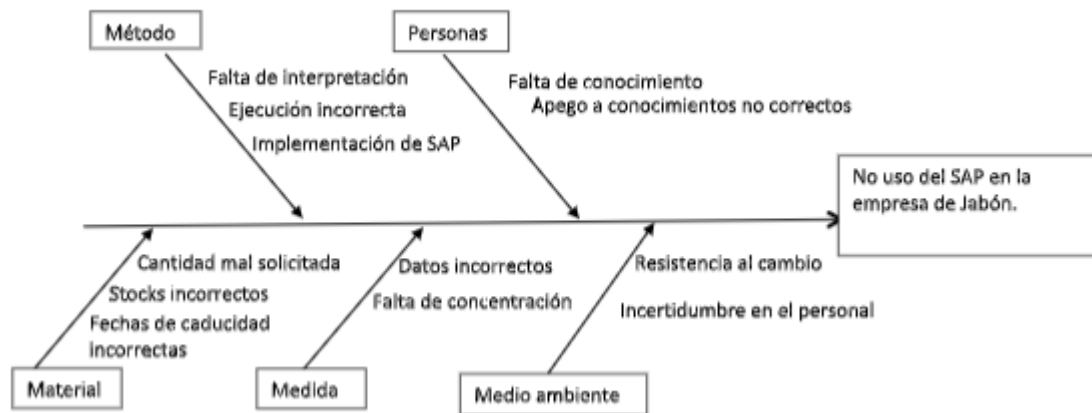 Método
Personas
Falta de interpretación
Ejecución incorrecta
Implementación de SAP
Falta de conocimiento
Apego a conocimientos no correctos
No uso del SAP en la
empresa de Jabón.
Cantidad mal solicitada
Stocks incorrectos
Fechas de caducidad
incorrectas
Datos incorrectos
Falta de concentración
Resistencia al cambio
Incertidumbre en el personal
Material
Medida
Medio ambiente